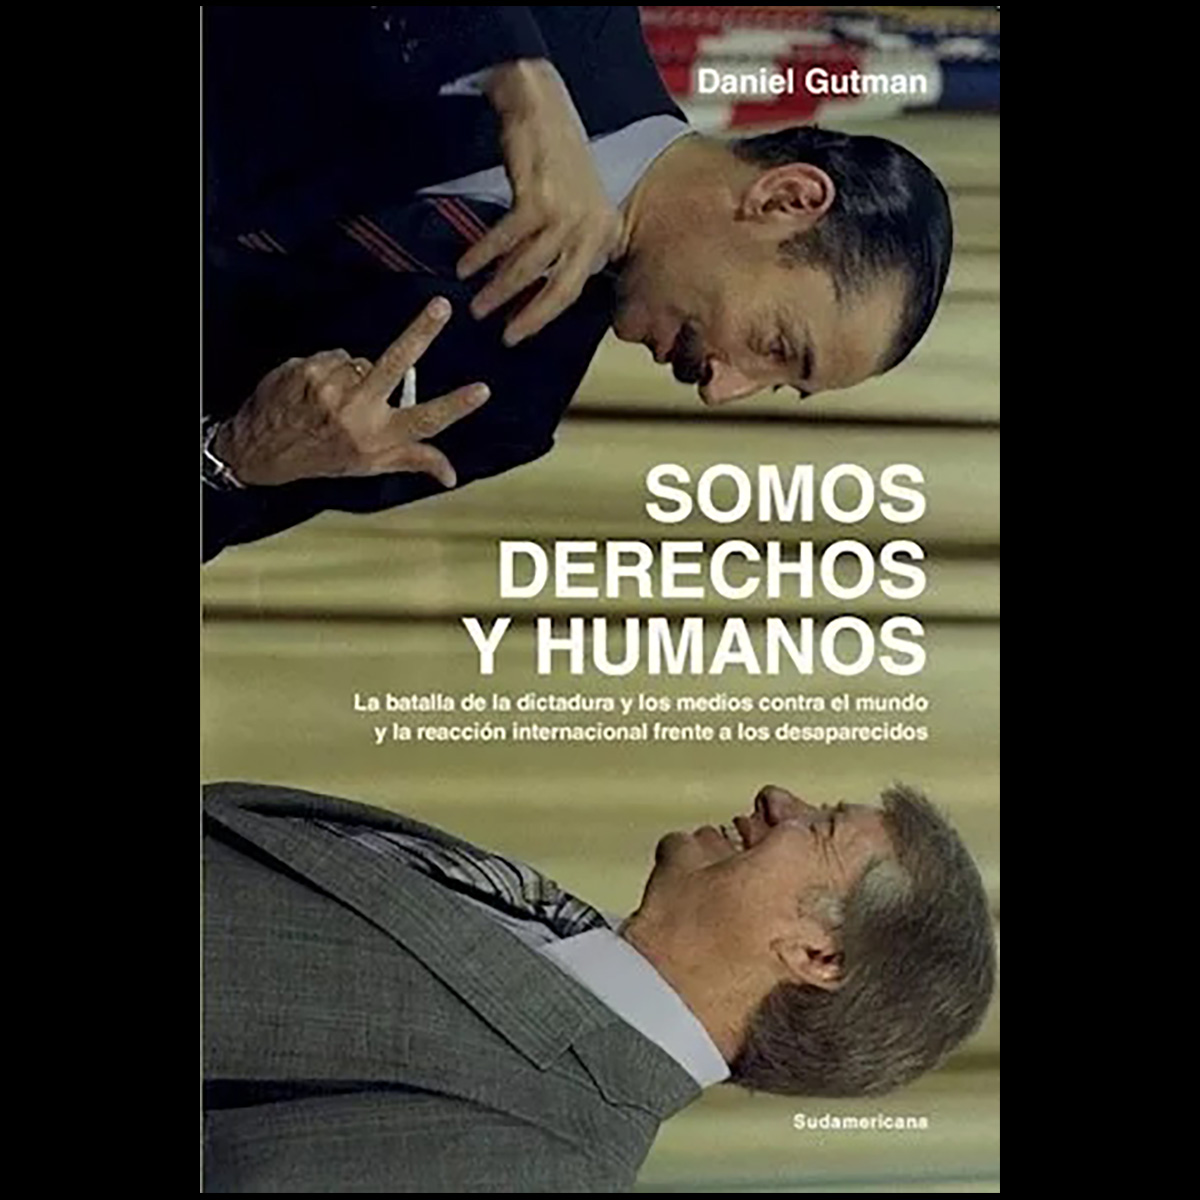 Daniel Gutman
SOMOS
DERECHOS
Y HUMANOS
La batalla de la dictadura y los medios contra el mundo
y la reacción internacional frente a los desaparecidos
Sudamericana